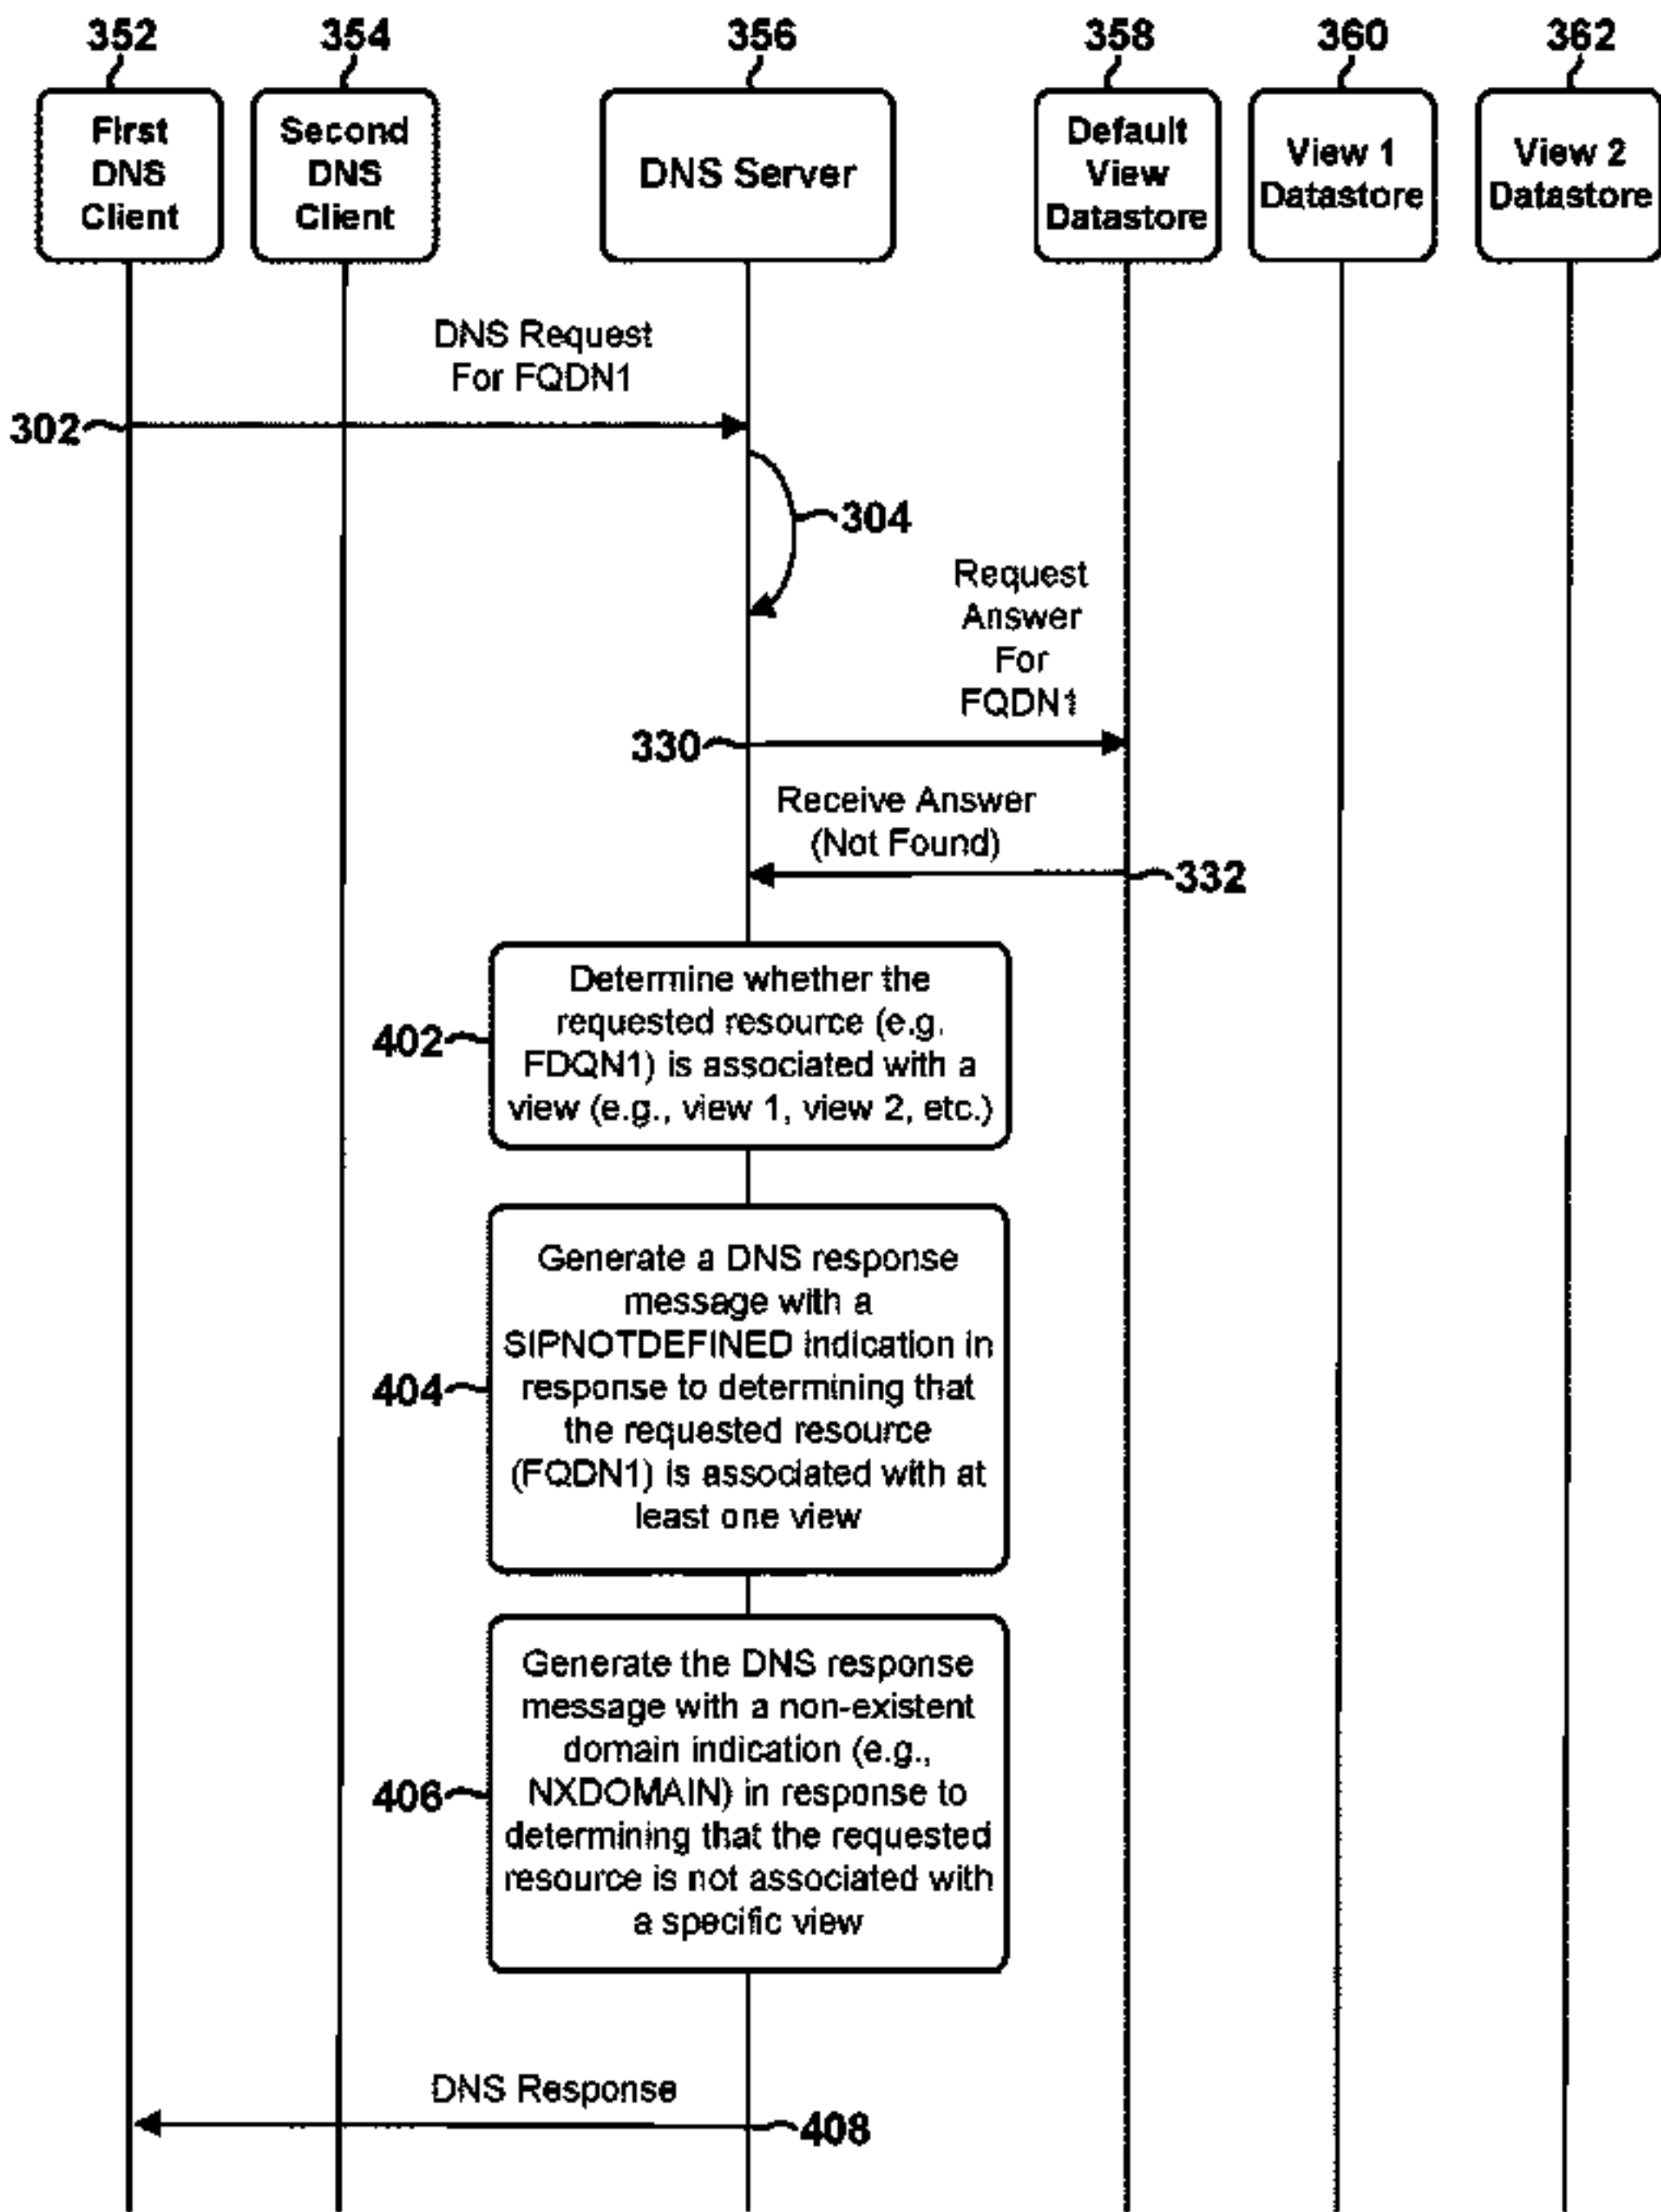 352
354
356
358
360
362
First
DNS
Client
Second
DNS
Client
DNS Server
Default
View
Datastore
View 1
Datastore
View 2
Datastore
DNS Request
For FQDN1
302
304
Request
Answer
For
FQDN1
330
Receive Answer
(Not Found)
332
Determine whether the
requested resource (e.g.
FDQN1) is associated with a
view (e.g., view 1, view 2, etc.)
402
Generate a DNS response
message with a
SIPNOTDEFINED indication in
response to determining that
the requested resource
(FQDN1) is associated with at
least one view
404
Generate the DNS response
message with a non-existent
domain indication (e.g.,
NXDOMAIN) in response to
determining that the requested
resource is not associated with
a specific view
406
DNS Response
408